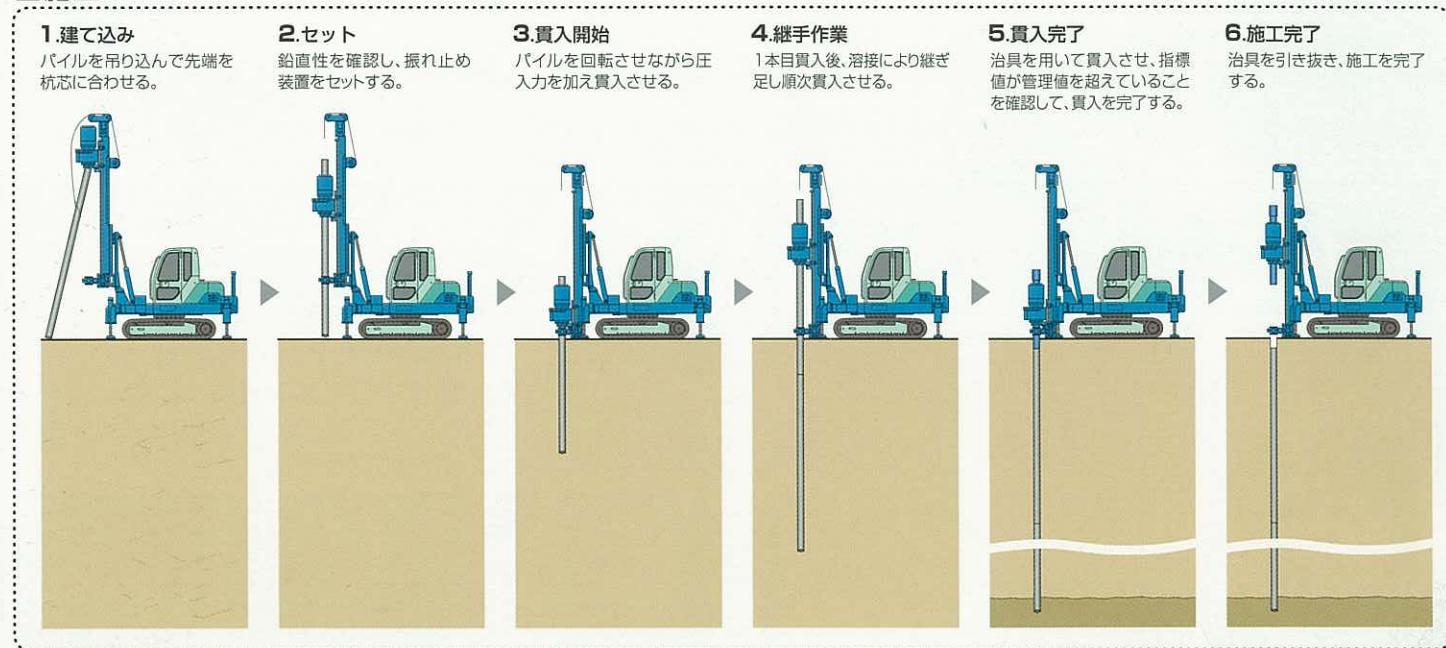 1.建て込み
パイルを吊り込んで先端を
杭芯に合わせる。
2.セット
鉛直性を確認し、振れ止め
装置をセットする。
3.貫入開始
パイルを回転させながら圧
入力を加え貫入させる。
4.継手作業
1本目貫入後、溶接により継ぎ
足し順次貫入させる。
5.貫入完了
治具を用いて貫入させ、指標
値が管理値を超えていること
を確認して、貫入を完了する。
6.施工完了
治具を引き抜き、施工を完了
する。